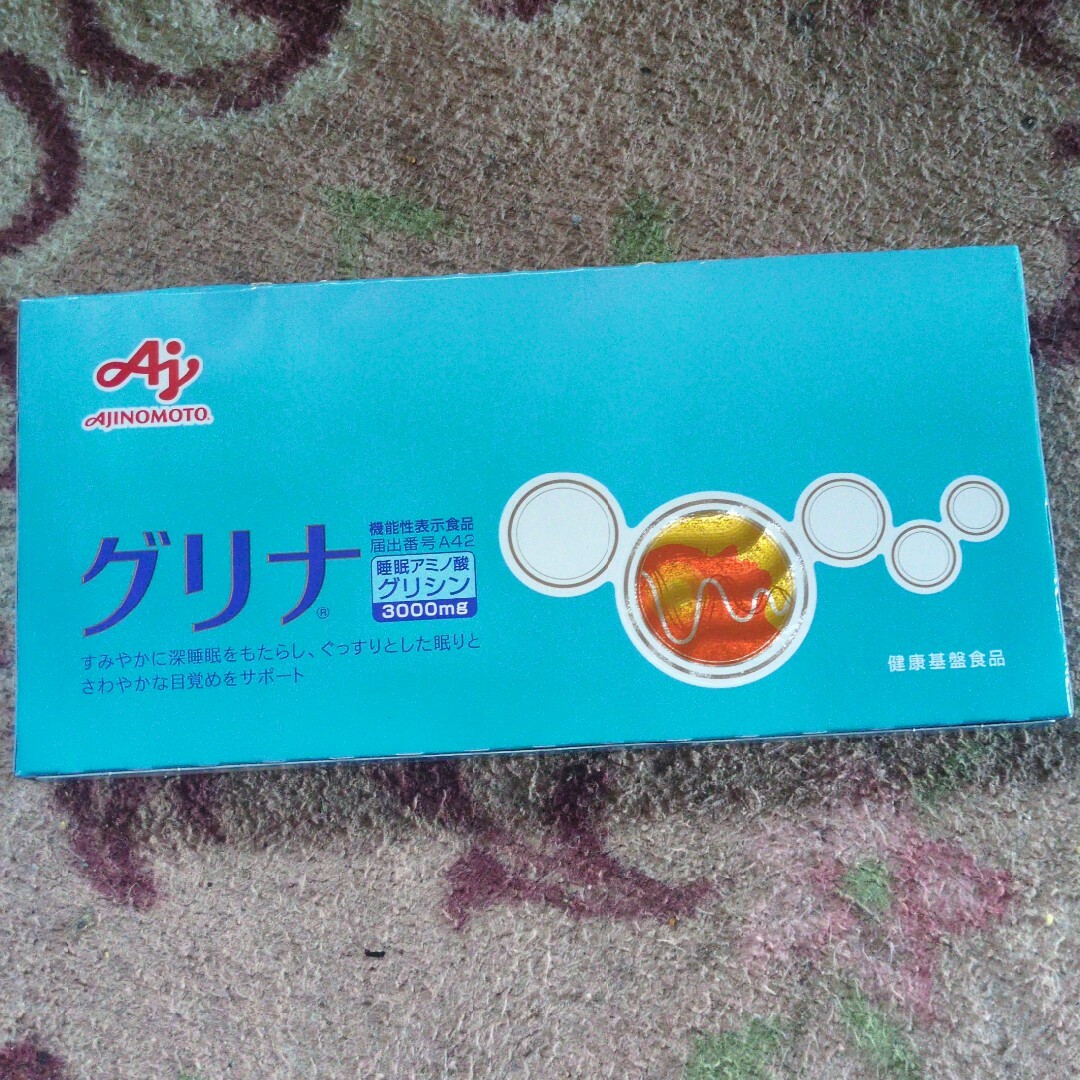 Aj
AJINOMOTO®
グリナ®
機能性表示食品
届出番号A42
睡眠アミノ酸
グリシン
3000mg
すみやかに深睡眠をもたらし、ぐっすりとした眠りと
さわやかな目覚めをサポート
健康基盤食品